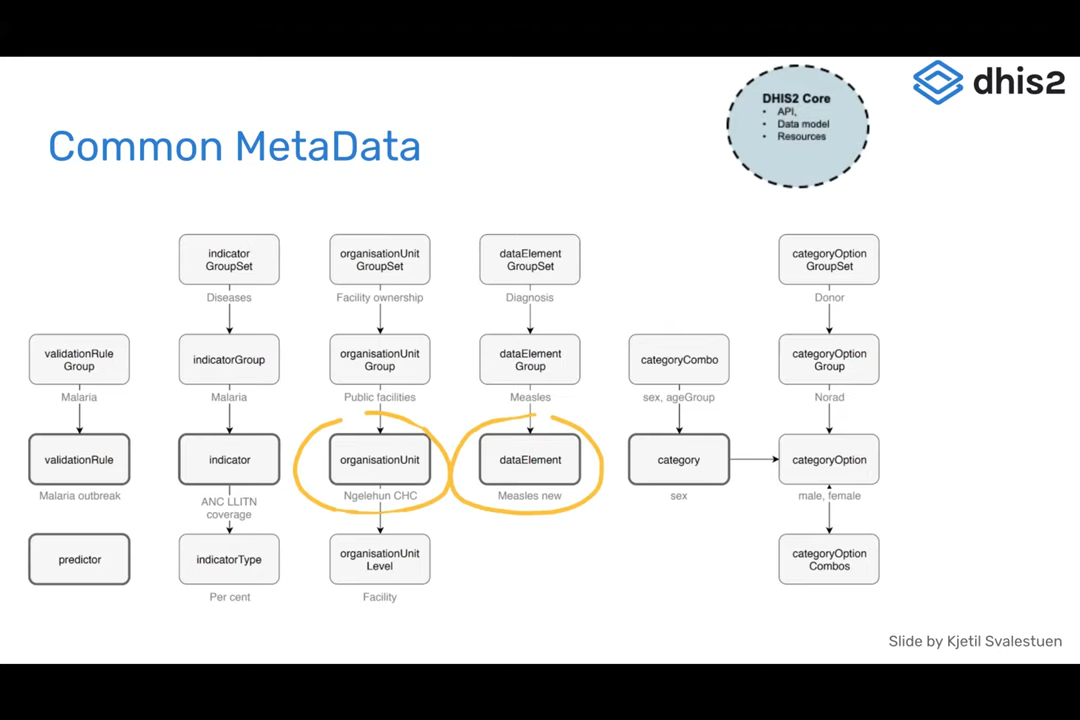 dhis2
DHIS2 Core
• API,
• Data model
• Resources
Common MetaData
indicator
GroupSet
Diseases
organisationUnit
GroupSet
Facility ownership
dataElement
GroupSet
Diagnosis
categoryOption
GroupSet
Donor
validationRule
Group
Malaria
indicatorGroup
Malaria
organisationUnit
Group
Public facilities
dataElement
Group
Measles
categoryCombo
sex, ageGroup
categoryOption
Group
Norad
validationRule
Malaria outbreak
indicator
ANC LLITN
coverage
organisationUnit
Ngelehun CHC
dataElement
Measles new
category
sex
categoryOption
male, female
predictor
indicatorType
Per cent
organisationUnit
Level
Facility
categoryOption
Combos
Slide by Kjetil Svalestuen